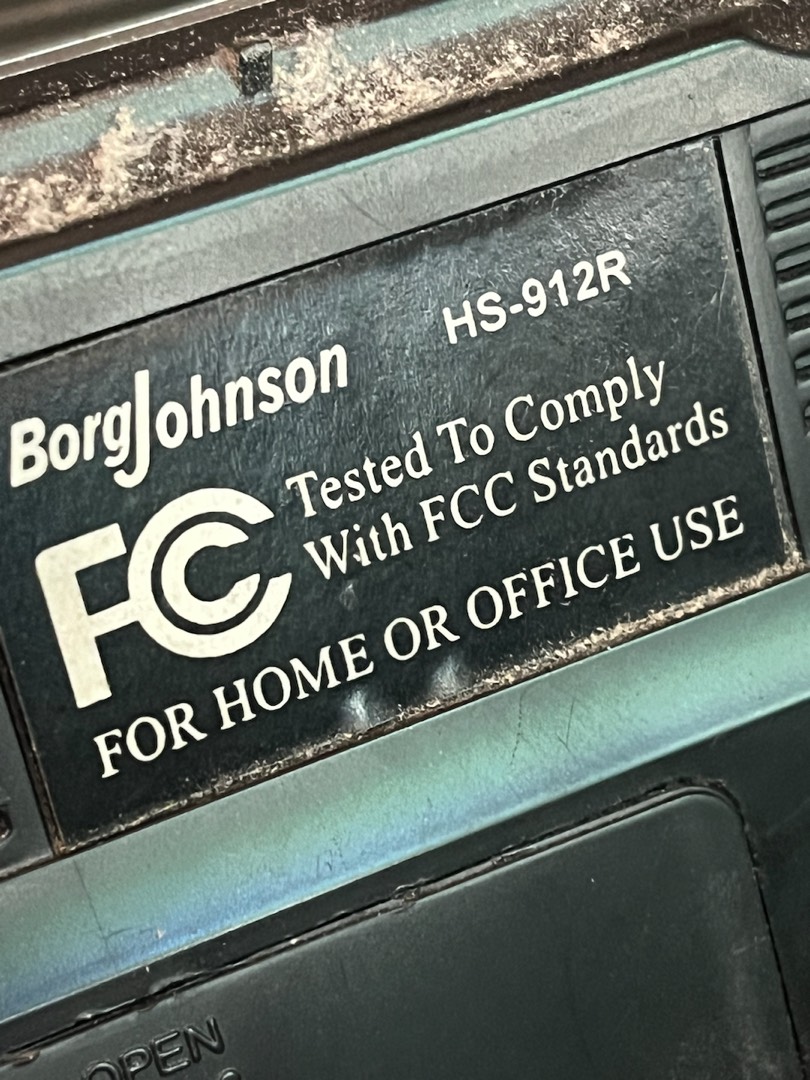 HS-912R
BorgJohnson
FC Tested To Comply
With FCC Standards
FOR HOME OR OFFICE USE
OPEN